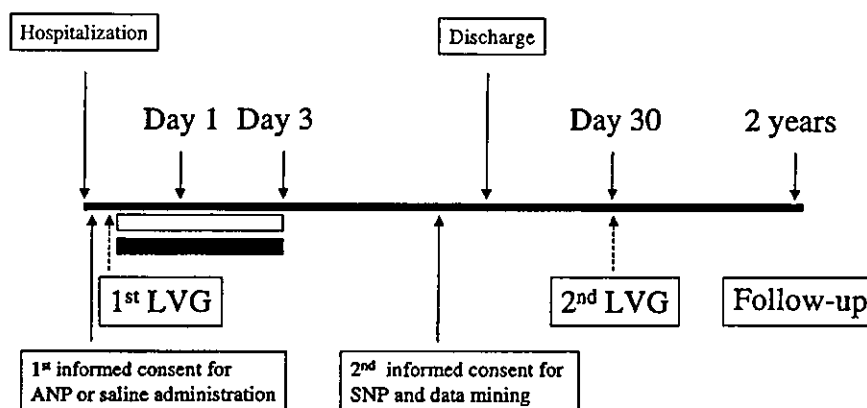 Hospitalization
Discharge
Day 1 Day 3 Day 30 2 years
1st LVG
2nd LVG
Follow-up
1st informed consent for
ANP or saline administration
2nd informed consent for
SNP and data mining